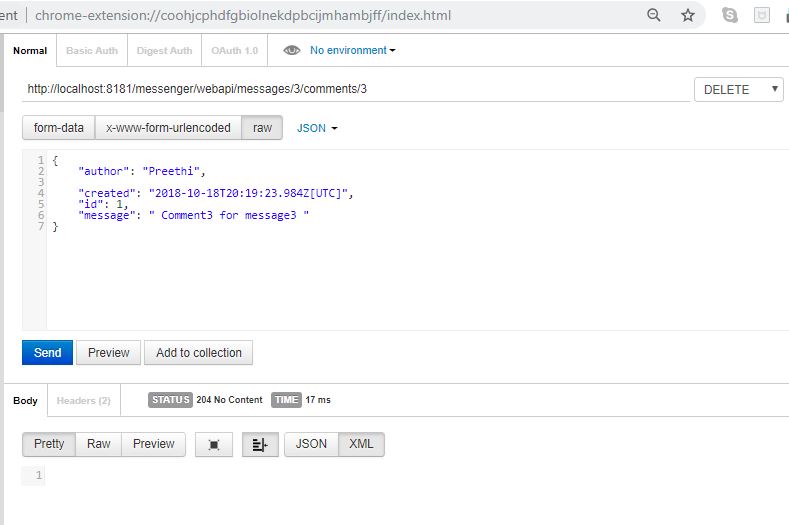 ent chrome-extension://coohjcphdfgbiolnekdpbcijmhambjff/index.html
Normal Basic Auth Digest Auth OAuth 1.0 No environment
http://localhost:8181/messenger/webapi/messages/3/comments/3 DELETE
form-data x-www-form-urlencoded raw JSON
1 {
2 "author": "Preethi",
3
4 "created": "2018-10-18T20:19:23.984Z[UTC]",
5 "id": 1,
6 "message": " Comment3 for message3 "
7 }
Send Preview Add to collection
Body Headers (2) STATUS 204 No Content TIME 17 ms
Pretty Raw Preview JSON XML
1